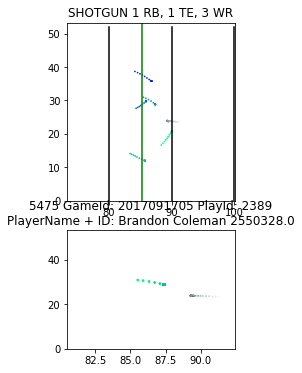 SHOTGUN 1 RB, 1 TE, 3 WR
50
40
30
20
10
0
80 90 100
5475 GameId: 2017091705 PlayId: 2389
PlayerName + ID: Brandon Coleman 2550328.0
40
20
0
82.5 85.0 87.5 90.0